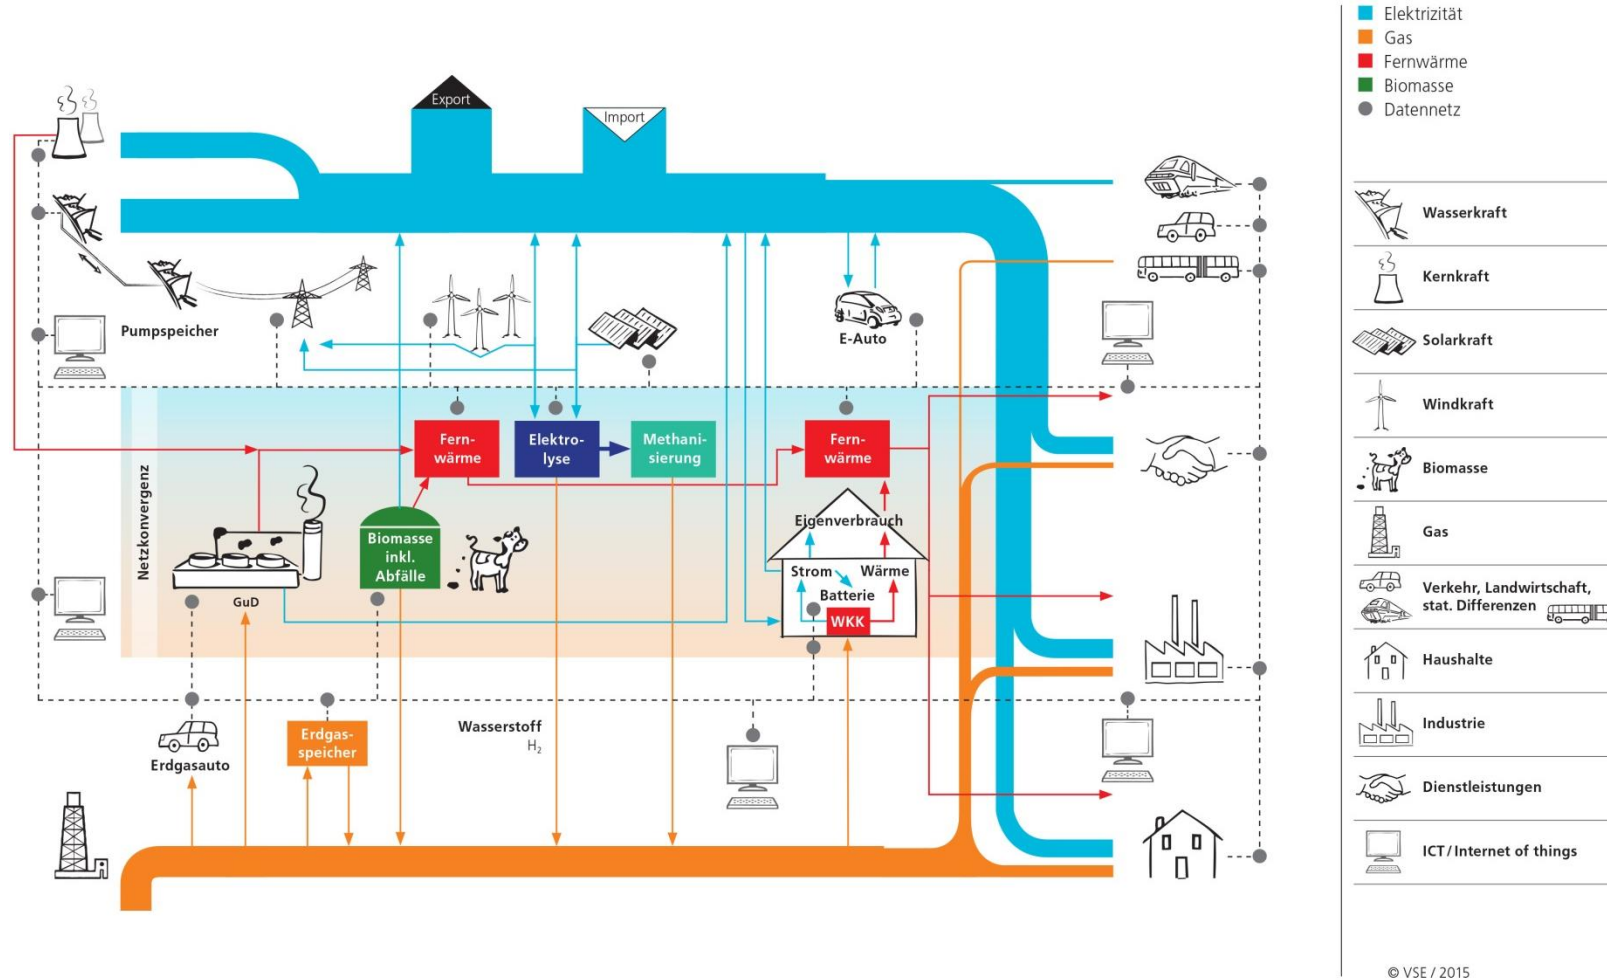 Elektrizität
Gas
Fernwärme
Biomasse
Datennetz
Export
Import
Pumpspeicher
E-Auto
Netzkonvergenz
Fern-
wärme
Elektro-
lyse
Methani-
sierung
Fern-
wärme
Biomasse
inkl.
Abfälle
GuD
Eigenverbrauch
Strom
Wärme
Batterie
WKK
Erdgasauto
Erdgas-
speicher
Wasserstoff
H₂
Wasserkraft
Kernkraft
Solarkraft
Windkraft
Biomasse
Gas
Verkehr, Landwirtschaft,
stat. Differenzen
Haushalte
Industrie
Dienstleistungen
ICT/Internet of things
© VSE / 2015